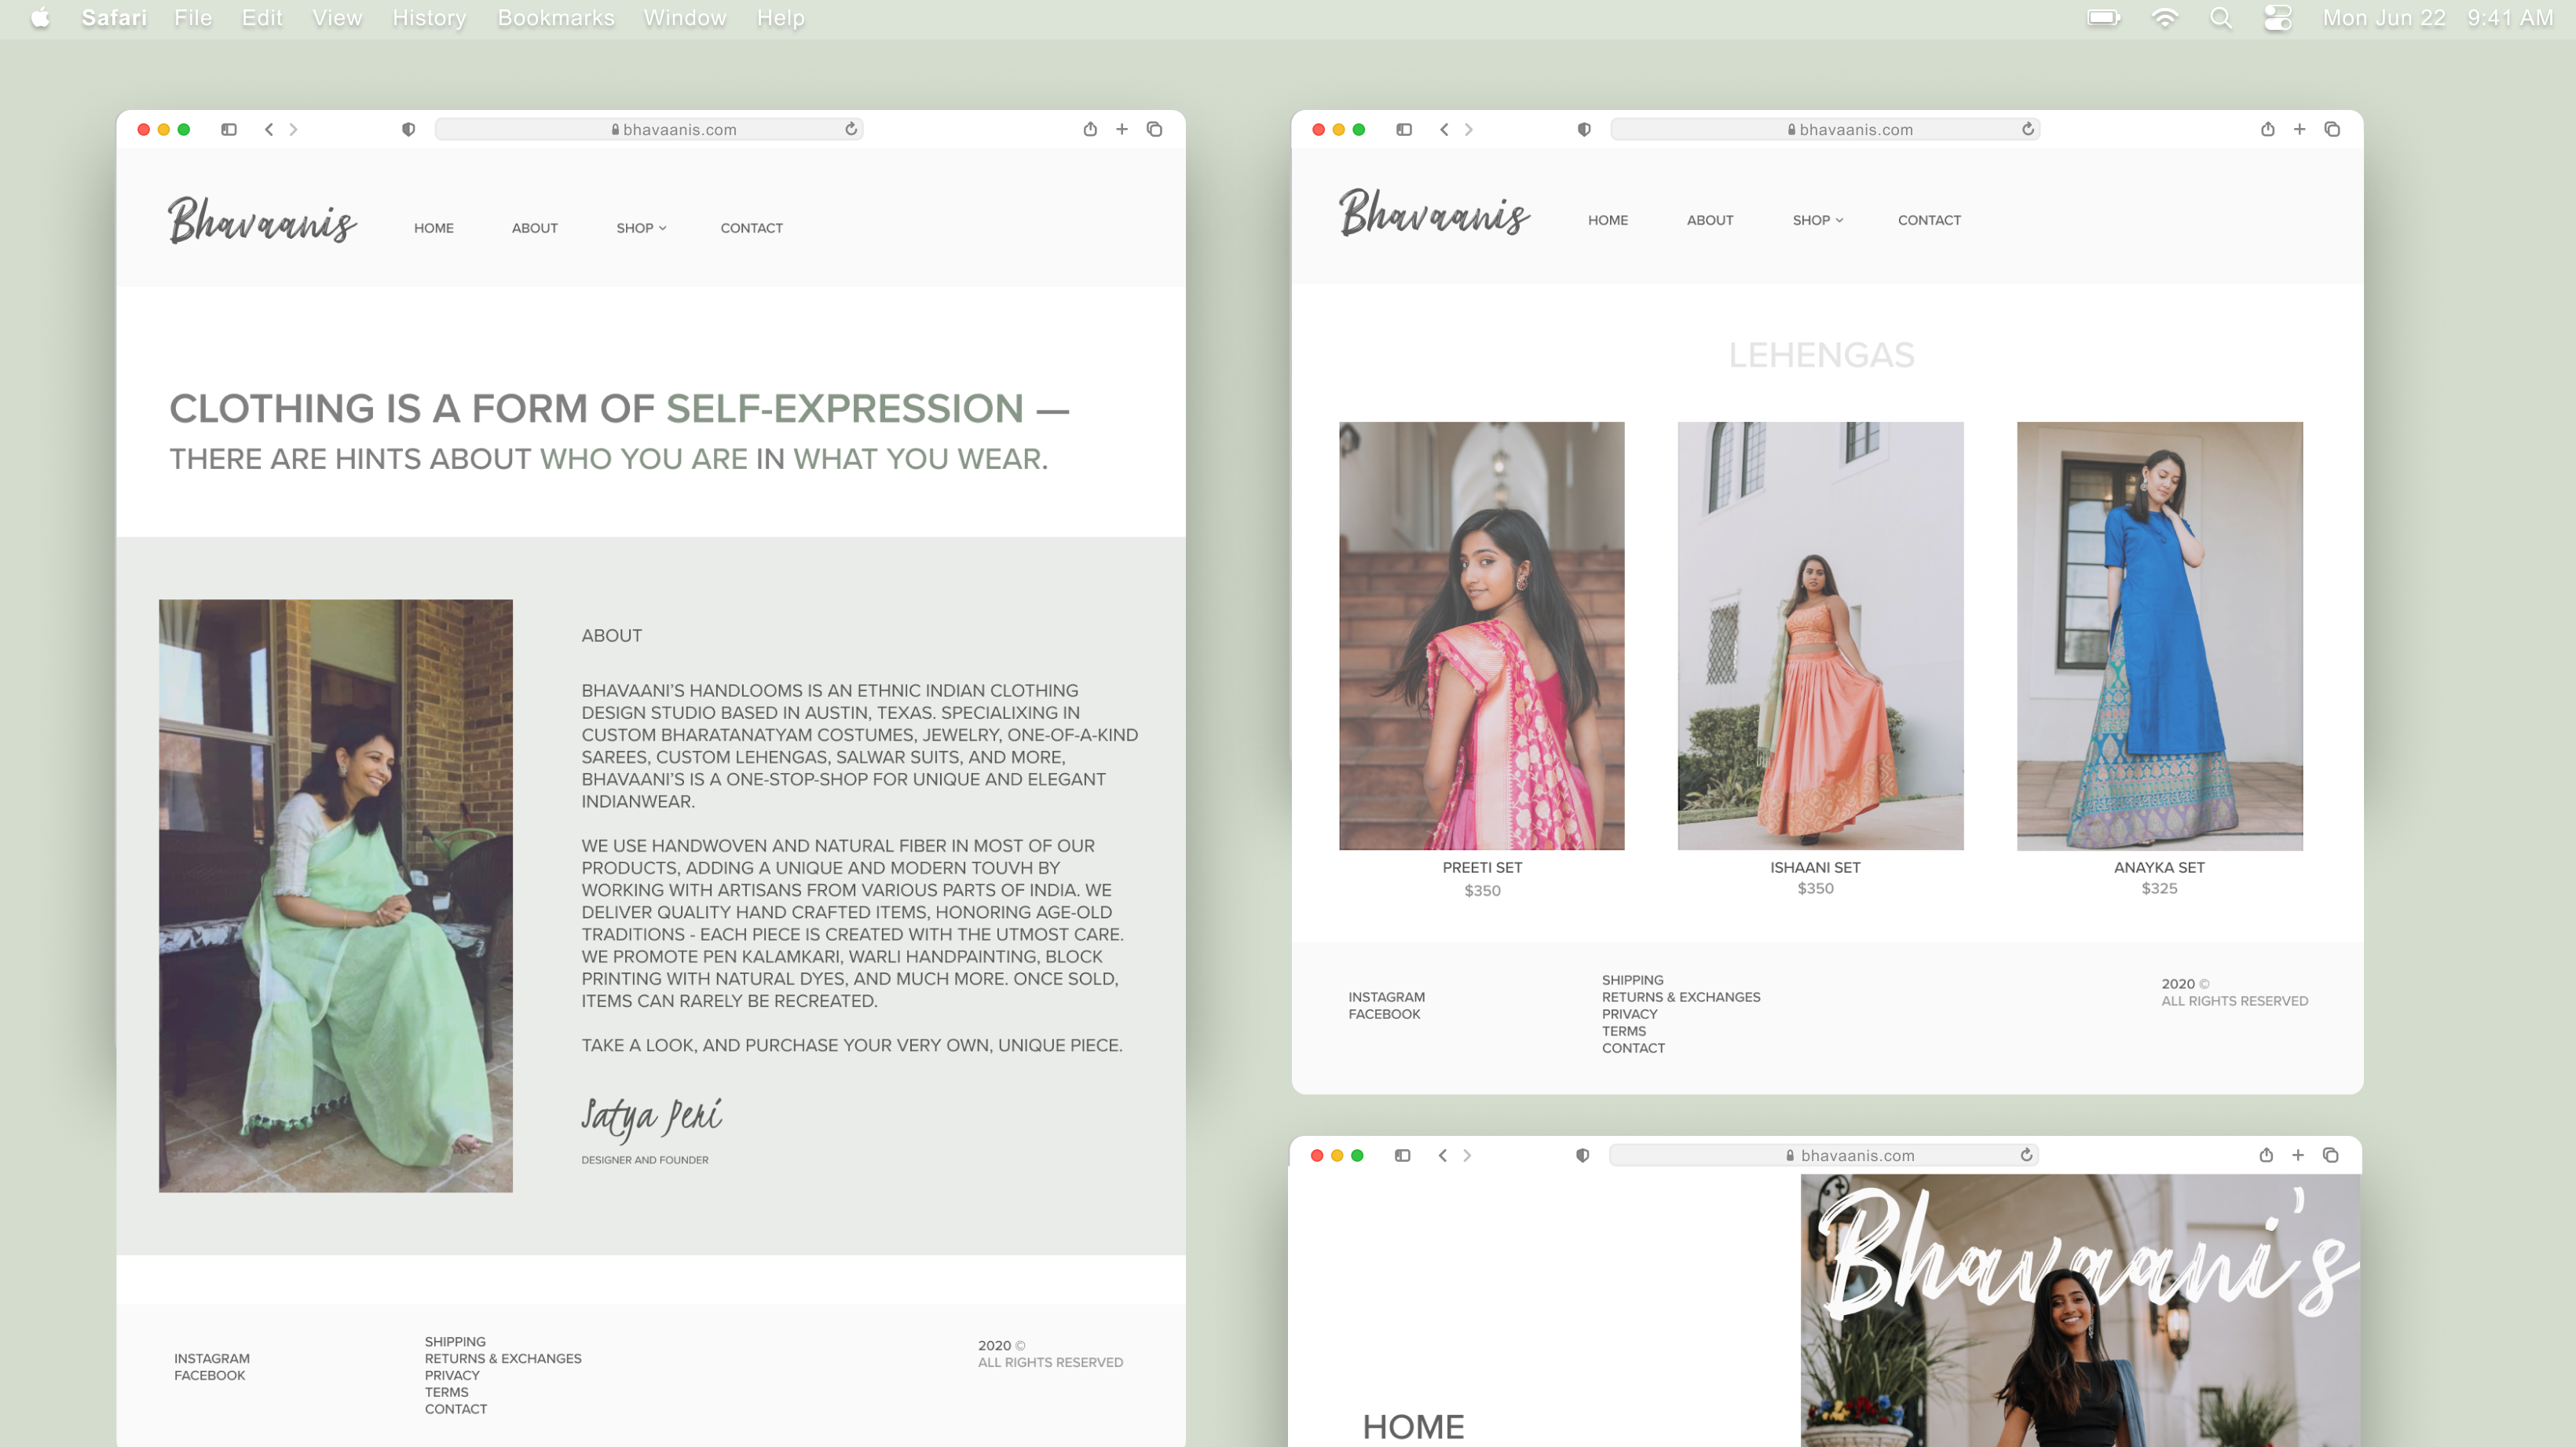 Safari File Edit View History Bookmarks Window Help
Mon Jun 22 9:41 AM
bhavaanis.com
Bhavaanis
HOME ABOUT SHOP CONTACT
CLOTHING IS A FORM OF SELF-EXPRESSION —
THERE ARE HINTS ABOUT WHO YOU ARE IN WHAT YOU WEAR.
ABOUT
BHAVAANI'S HANDLOOMS IS AN ETHNIC INDIAN CLOTHING
DESIGN STUDIO BASED IN AUSTIN, TEXAS. SPECIALIXING IN
CUSTOM BHARATANATYAM COSTUMES, JEWELRY, ONE-OF-A-KIND
SAREES, CUSTOM LEHENGAS, SALWAR SUITS, AND MORE,
BHAVAANI'S IS A ONE-STOP-SHOP FOR UNIQUE AND ELEGANT
INDIANWEAR.
WE USE HANDWOVEN AND NATURAL FIBER IN MOST OF OUR
PRODUCTS, ADDING A UNIQUE AND MODERN TOUVH BY
WORKING WITH ARTISANS FROM VARIOUS PARTS OF INDIA. WE
DELIVER QUALITY HAND CRAFTED ITEMS, HONORING AGE-OLD
TRADITIONS - EACH PIECE IS CREATED WITH THE UTMOST CARE.
WE PROMOTE PEN KALAMKARI, WARLI HANDPAINTING, BLOCK
PRINTING WITH NATURAL DYES, AND MUCH MORE. ONCE SOLD,
ITEMS CAN RARELY BE RECREATED.
TAKE A LOOK, AND PURCHASE YOUR VERY OWN, UNIQUE PIECE.
Satya Peri
DESIGNER AND FOUNDER
INSTAGRAM
FACEBOOK
SHIPPING
RETURNS & EXCHANGES
PRIVACY
TERMS
CONTACT
2020 ©
ALL RIGHTS RESERVED
bhavaanis.com
Bhavaanis
HOME ABOUT SHOP CONTACT
LEHENGAS
PREETI SET
$350
ISHAANI SET
$350
ANAYKA SET
$325
INSTAGRAM
FACEBOOK
SHIPPING
RETURNS & EXCHANGES
PRIVACY
TERMS
CONTACT
2020 ©
ALL RIGHTS RESERVED
bhavaanis.com
Bhavaani's
HOME